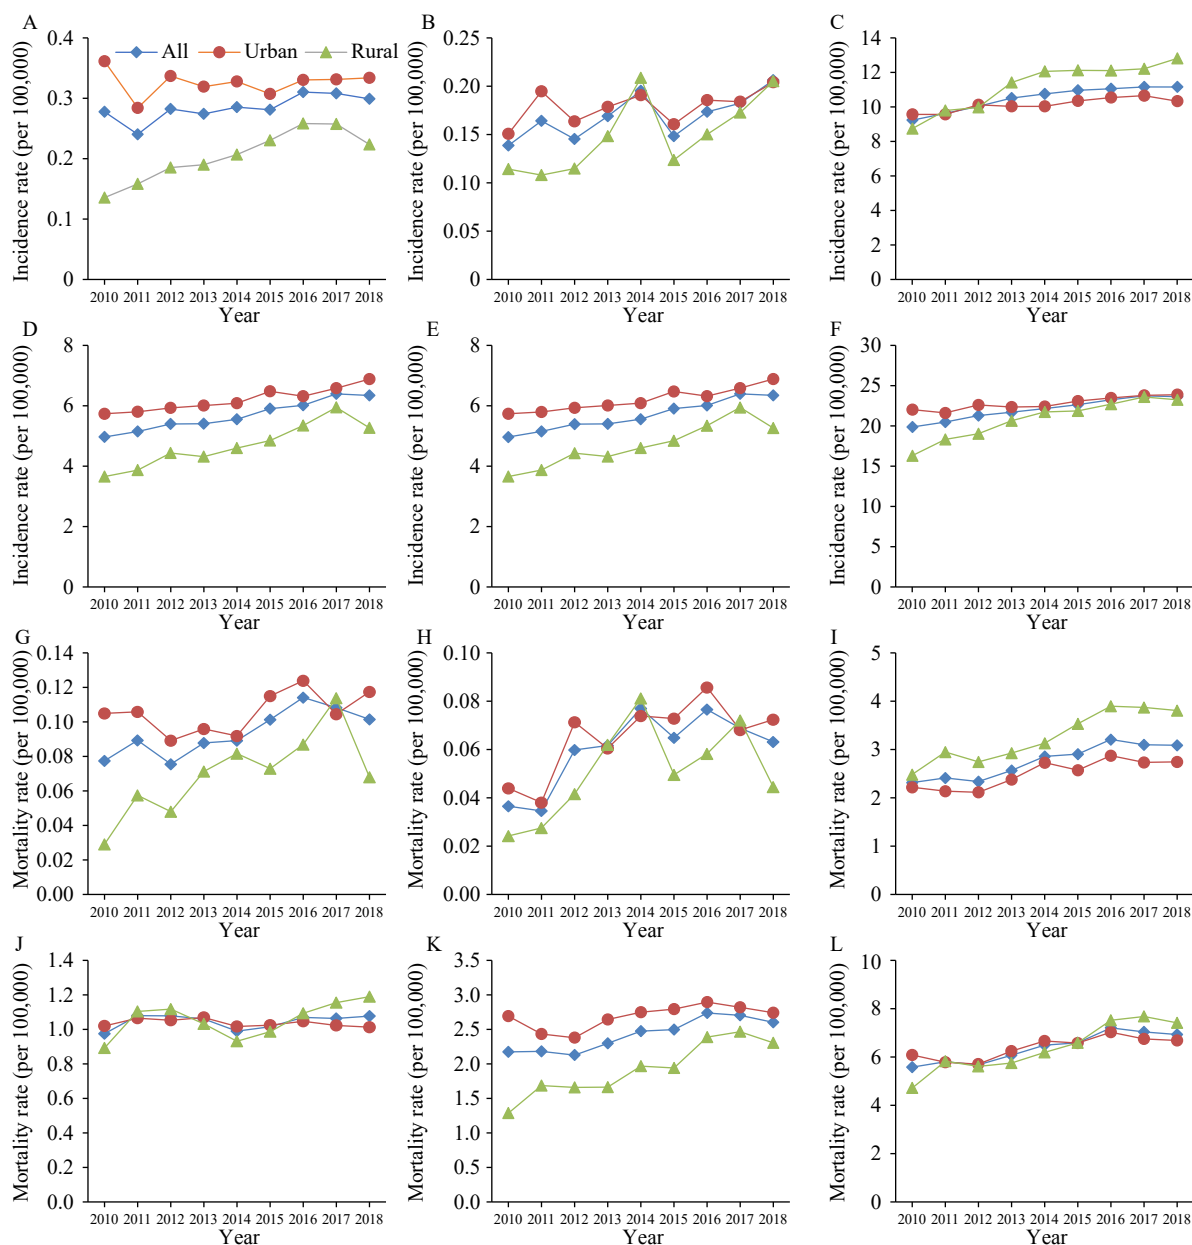 A
B
C
All Urban Rural
Incidence rate (per 100,000)
0.4
0.3
0.2
0.1
0
2010 2011 2012 2013 2014 2015 2016 2017 2018
Year
Incidence rate (per 100,000)
0.25
0.20
0.15
0.10
0.05
0
2010 2011 2012 2013 2014 2015 2016 2017 2018
Year
Incidence rate (per 100,000)
14
12
10
8
6
4
2
0
2010 2011 2012 2013 2014 2015 2016 2017 2018
Year
D
E
F
Incidence rate (per 100,000)
8
6
4
2
0
2010 2011 2012 2013 2014 2015 2016 2017 2018
Year
Incidence rate (per 100,000)
8
6
4
2
0
2010 2011 2012 2013 2014 2015 2016 2017 2018
Year
Incidence rate (per 100,000)
30
25
20
15
10
5
0
2010 2011 2012 2013 2014 2015 2016 2017 2018
Year
G
H
I
Mortality rate (per 100,000)
0.14
0.12
0.10
0.08
0.06
0.04
0.02
0.00
2010 2011 2012 2013 2014 2015 2016 2017 2018
Year
Mortality rate (per 100,000)
0.10
0.08
0.06
0.04
0.02
0.00
2010 2011 2012 2013 2014 2015 2016 2017 2018
Year
Mortality rate (per 100,000)
5
4
3
2
1
0
2010 2011 2012 2013 2014 2015 2016 2017 2018
Year
J
K
L
Mortality rate (per 100,000)
1.4
1.2
1.0
0.8
0.6
0.4
0.2
0.0
2010 2011 2012 2013 2014 2015 2016 2017 2018
Year
Mortality rate (per 100,000)
3.5
3.0
2.5
2.0
1.5
1.0
0.5
0.0
2010 2011 2012 2013 2014 2015 2016 2017 2018
Year
Mortality rate (per 100,000)
10
8
6
4
2
0
2010 2011 2012 2013 2014 2015 2016 2017 2018
Year